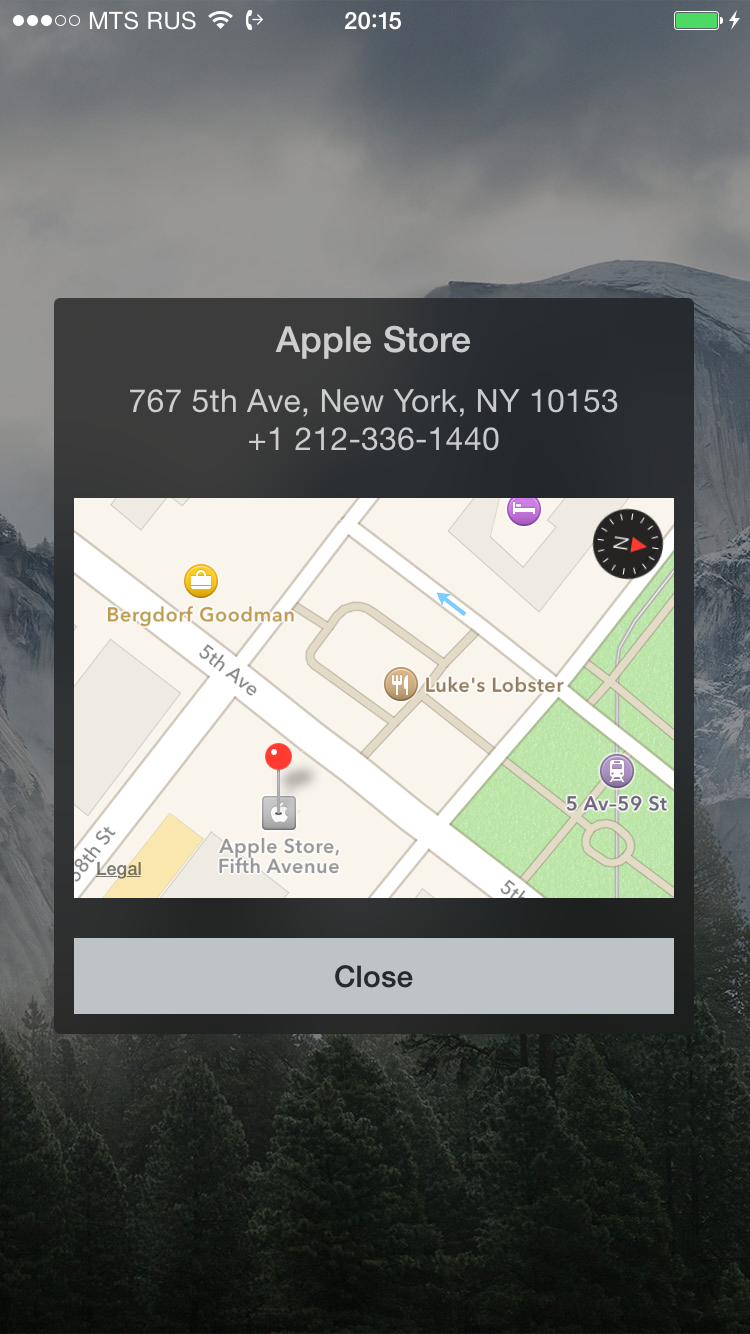 MTS RUS 20:15
Apple Store
767 5th Ave, New York, NY 10153
+1 212-336-1440
N
Bergdorf Goodman
5th Ave
Luke's Lobster
5 Av-59 St
Apple Store,
Fifth Avenue
58th St
Legal
5th
Close